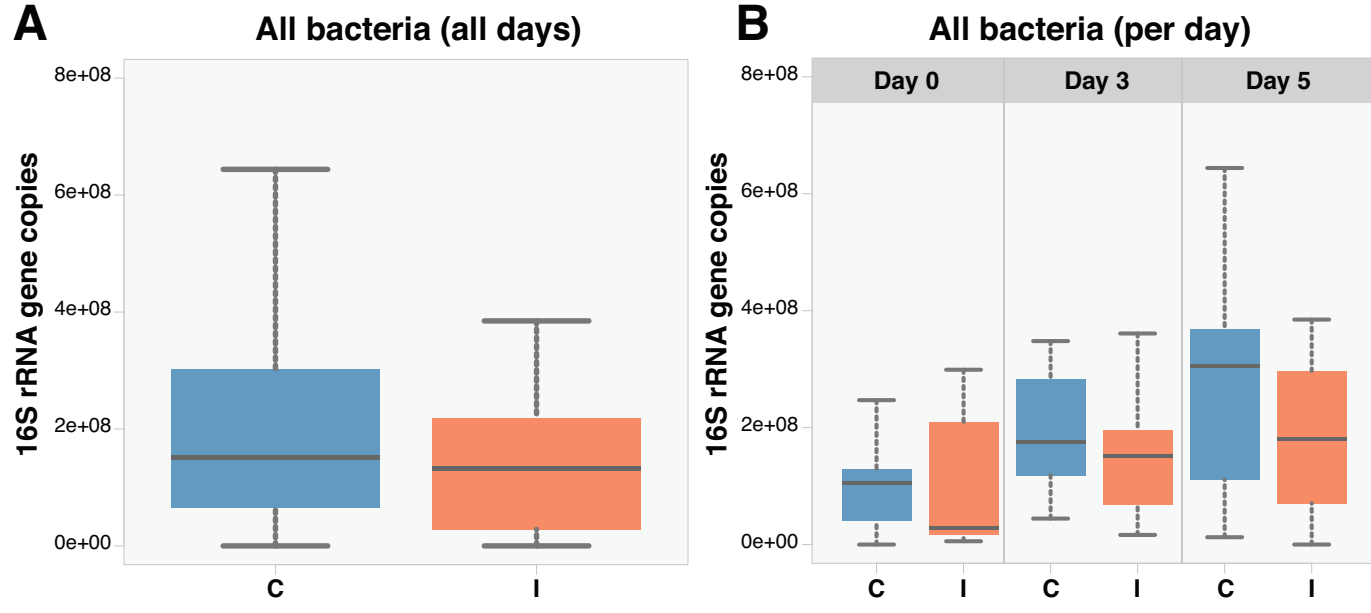 A
All bacteria (all days)
16S rRNA gene copies
8e+08
6e+08
4e+08
2e+08
0e+00
C I
B
All bacteria (per day)
Day 0 Day 3 Day 5
16S rRNA gene copies
8e+08
6e+08
4e+08
2e+08
0e+00
C I C I C I